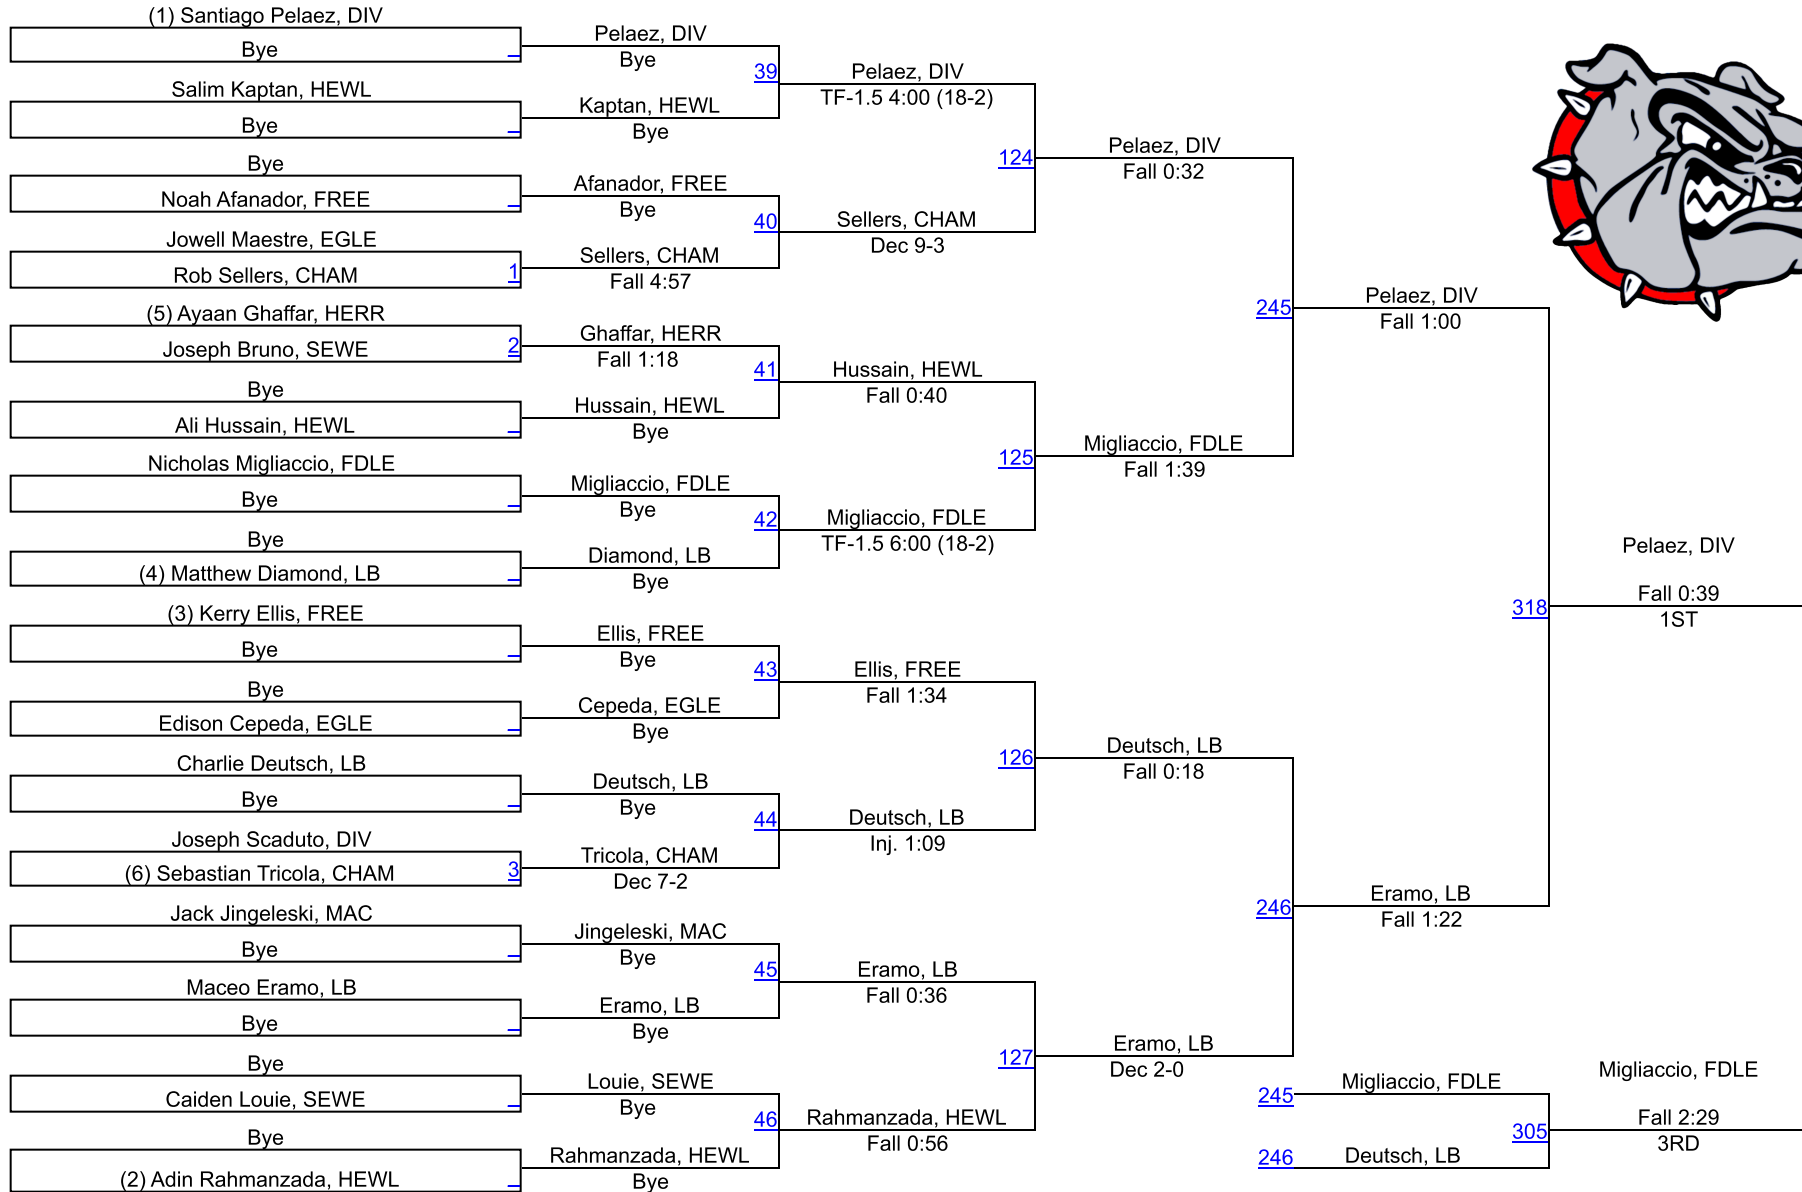 (1) Santiago Pelaez, DIV
Bye
Salim Kaptan, HEWL
Bye
Bye
Noah Afanador, FREE
Jowell Maestre, EGLE
Rob Sellers, CHAM 1
(5) Ayaan Ghaffar, HERR
Joseph Bruno, SEWE 2
Bye
Ali Hussain, HEWL
Nicholas Migliaccio, FDLE
Bye
Bye
(4) Matthew Diamond, LB
(3) Kerry Ellis, FREE
Bye
Bye
Edison Cepeda, EGLE
Charlie Deutsch, LB
Bye
Joseph Scaduto, DIV
(6) Sebastian Tricola, CHAM 3
Jack Jingeleski, MAC
Bye
Maceo Eramo, LB
Bye
Bye
Caiden Louie, SEWE
Bye
(2) Adin Rahmanzada, HEWL
Pelaez, DIV
Bye
39
Kaptan, HEWL
Bye
Afanador, FREE
Bye
40
Sellers, CHAM
Fall 4:57
Ghaffar, HERR
Fall 1:18
41
Hussain, HEWL
Bye
Migliaccio, FDLE
Bye
42
Diamond, LB
Bye
Ellis, FREE
Bye
43
Cepeda, EGLE
Bye
Deutsch, LB
Bye
44
Tricola, CHAM
Dec 7-2
Jingeleski, MAC
Bye
45
Eramo, LB
Bye
Louie, SEWE
Bye
46
Rahmanzada, HEWL
Bye
Pelaez, DIV
TF-1.5 4:00 (18-2)
124
Sellers, CHAM
Dec 9-3
Hussain, HEWL
Fall 0:40
125
Migliaccio, FDLE
TF-1.5 6:00 (18-2)
Ellis, FREE
Fall 1:34
126
Deutsch, LB
Inj. 1:09
Eramo, LB
Fall 0:36
127
Rahmanzada, HEWL
Fall 0:56
Pelaez, DIV
Fall 0:32
245
Migliaccio, FDLE
Fall 1:39
Deutsch, LB
Fall 0:18
246
Eramo, LB
Dec 2-0
Pelaez, DIV
Fall 1:00
318
Eramo, LB
Fall 1:22
Pelaez, DIV
Fall 0:39
1ST
245
Migliaccio, FDLE
305
246
Deutsch, LB
Migliaccio, FDLE
Fall 2:29
3RD